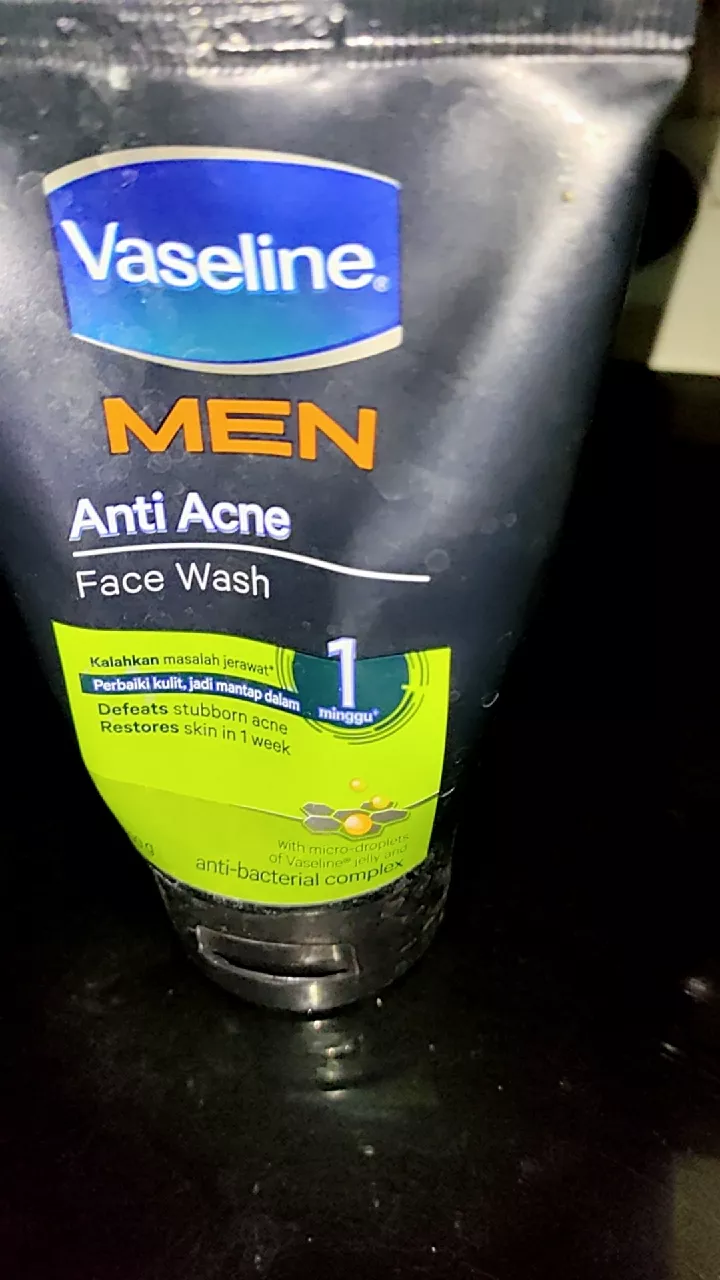 Vaseline®
MEN
Anti Acne
Face Wash
Kalahkan masalah jerawat*
Perbaiki kulit, jadi mantap dalam
1
minggu*
Defeats stubborn acne
Restores skin in 1 week
with micro-droplets
of Vaseline® jelly and
anti-bacterial complex